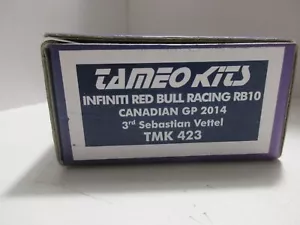 TAMEO KITS
INFINITI RED BULL RACING RB10
CANADIAN GP 2014
3rd Sebastian Vettel
TMK 423